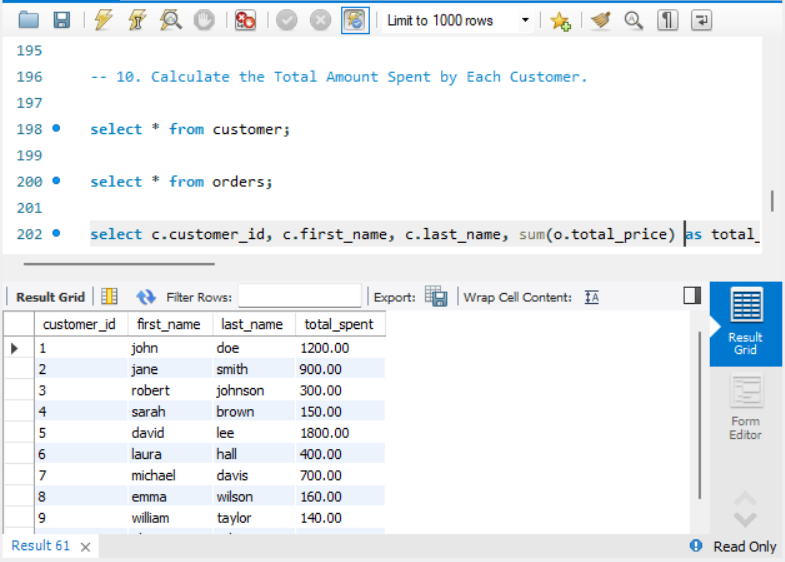 Limit to 1000 rows
195
196 -- 10. Calculate the Total Amount Spent by Each Customer.
197
198 select * from customer;
199
200 select * from orders;
201
202 select c.customer_id, c.first_name, c.last_name, sum(o.total_price) as total_
Result Grid Filter Rows: Export: Wrap Cell Content: IA
customer_id first_name last_name total_spent
1 john doe 1200.00
2 jane smith 900.00
3 robert johnson 300.00
4 sarah brown 150.00
5 david lee 1800.00
6 laura hall 400.00
7 michael davis 700.00
8 emma wilson 160.00
9 william taylor 140.00
Result
Grid
Form
Editor
Result 61 Read Only